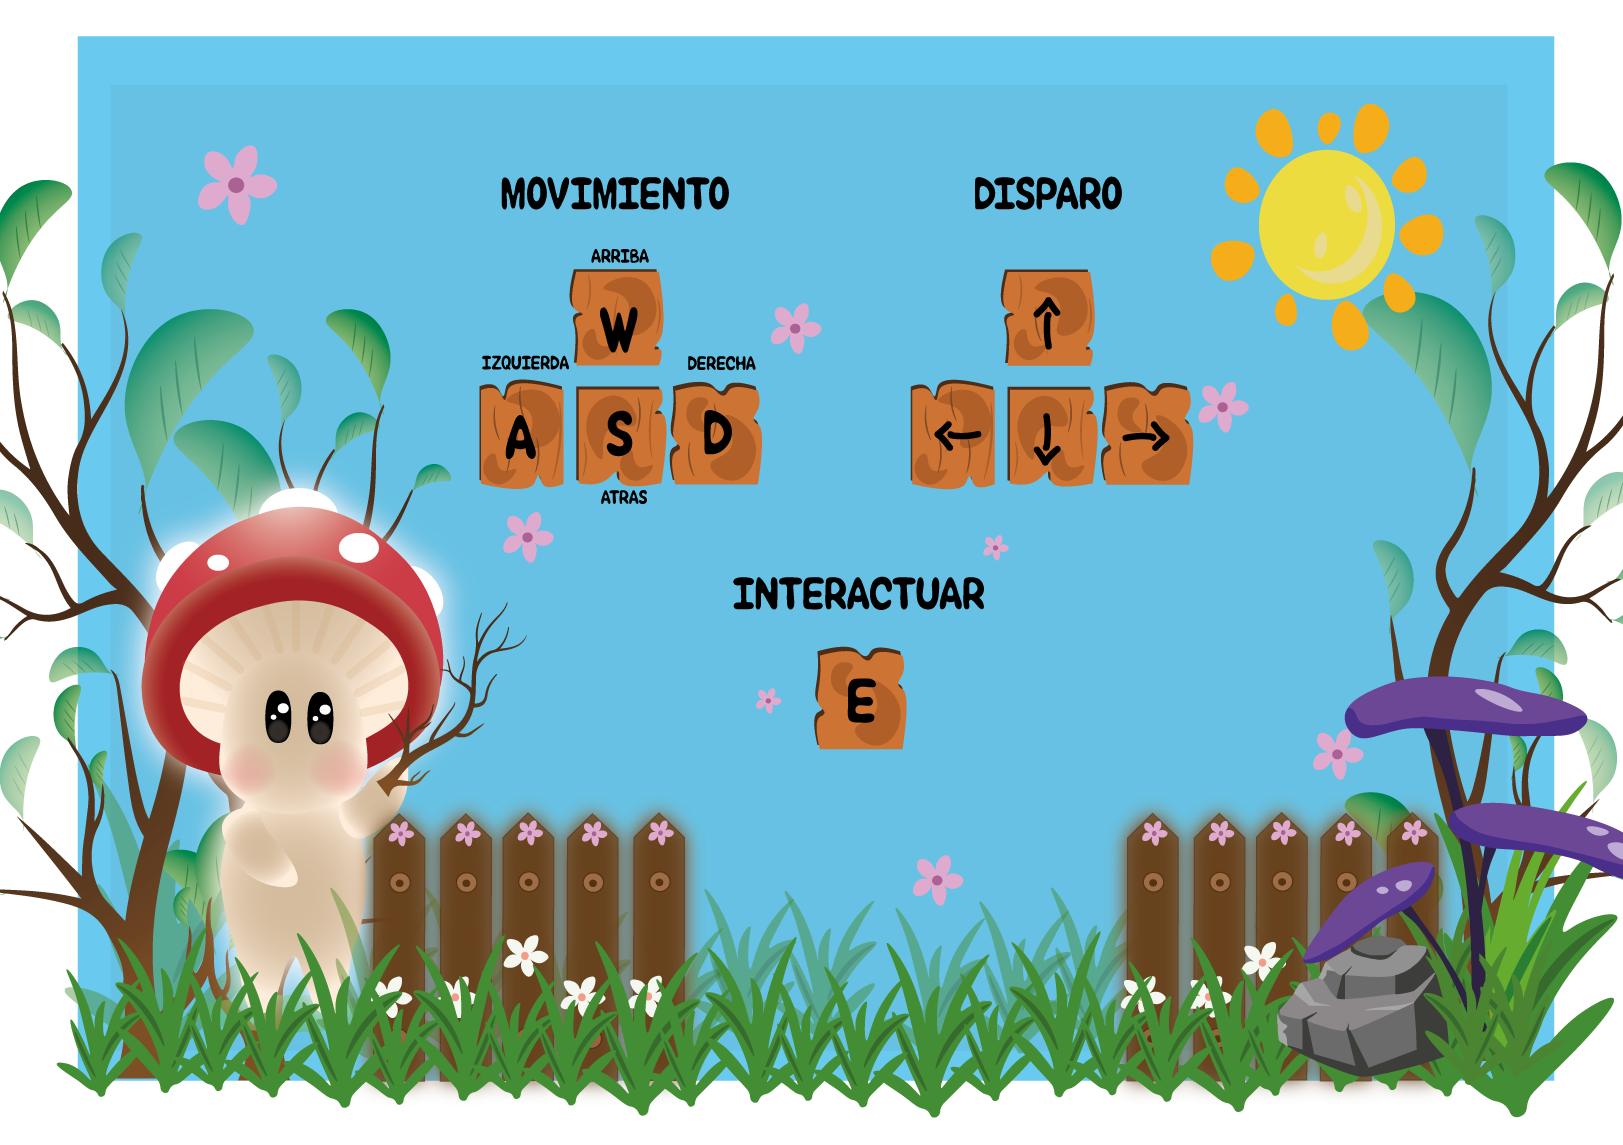 MOVIMIENTO
DISPARO
ARRIBA
W
↑
IZQUIERDA
DERECHA
A S D
← ↓ →
ATRAS
INTERACTUAR
E